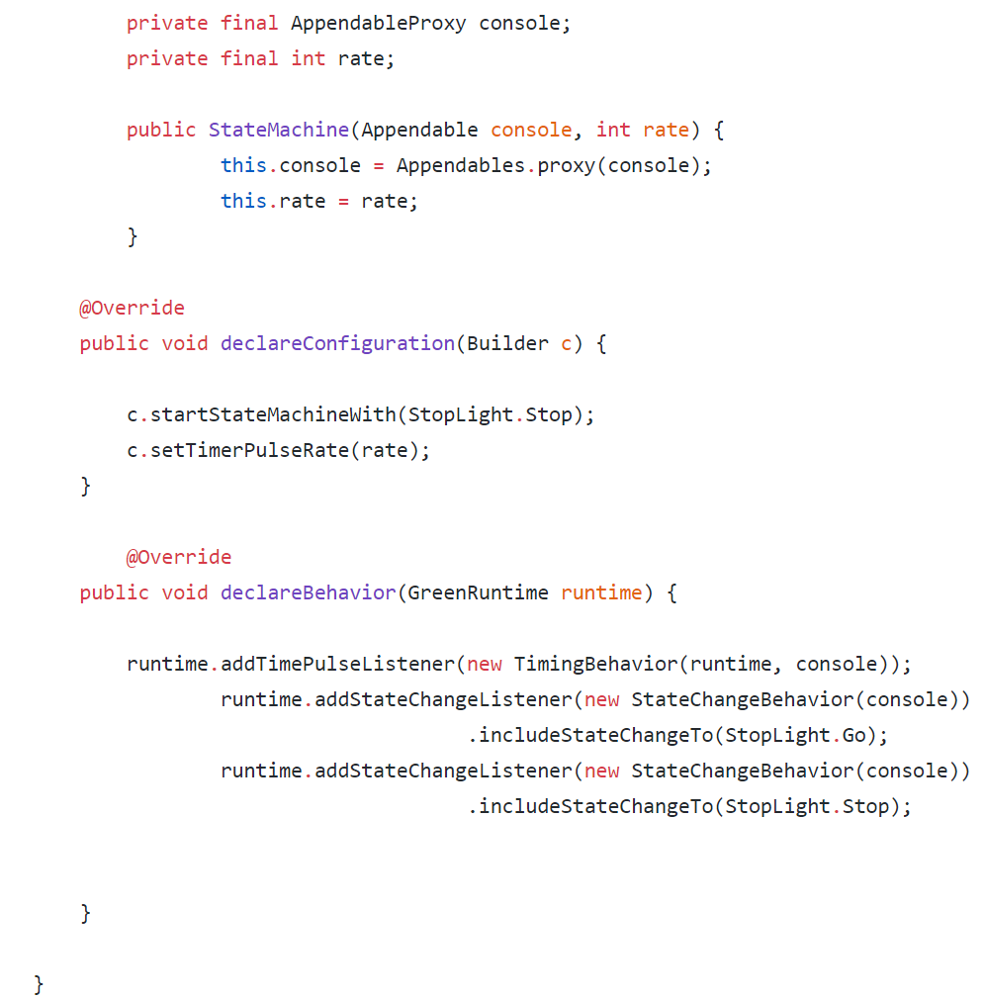 private final AppendableProxy console;
private final int rate;
public StateMachine(Appendable console, int rate) {
this.console = Appendables.proxy(console);
this.rate = rate;
}
@Override
public void declareConfiguration(Builder c) {
c.startStateMachineWith(StopLight.Stop);
c.setTimerPulseRate(rate);
}
@Override
public void declareBehavior(GreenRuntime runtime) {
runtime.addTimePulseListener(new TimingBehavior(runtime, console));
runtime.addStateChangeListener(new StateChangeBehavior(console))
.includeStateChangeTo(StopLight.Go);
runtime.addStateChangeListener(new StateChangeBehavior(console))
.includeStateChangeTo(StopLight.Stop);
}
}